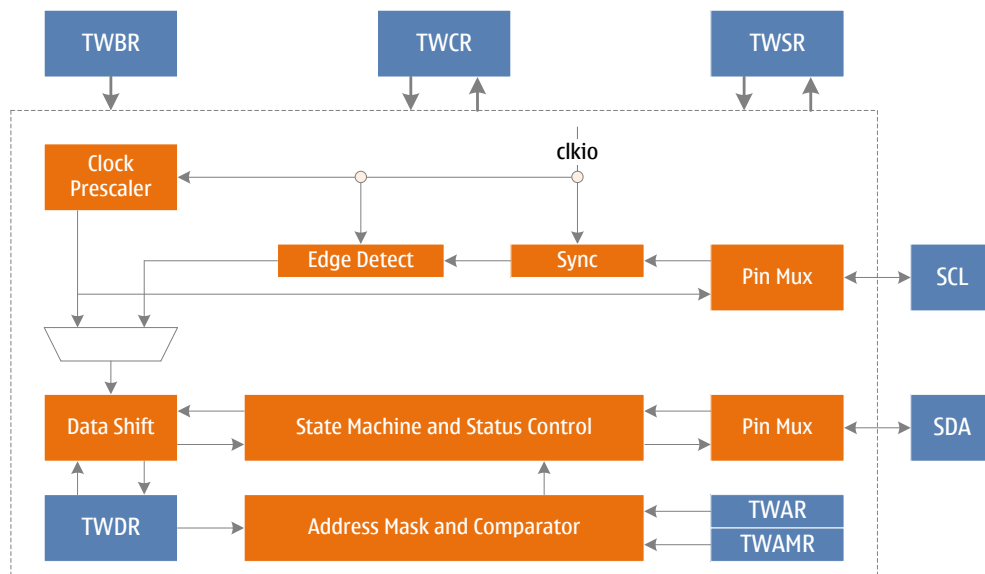 TWBR
TWCR
TWSR
clkio
Clock
Prescaler
Edge Detect
Sync
Pin Mux
SCL
Data Shift
State Machine and Status Control
Pin Mux
SDA
TWDR
Address Mask and Comparator
TWAR
TWAMR